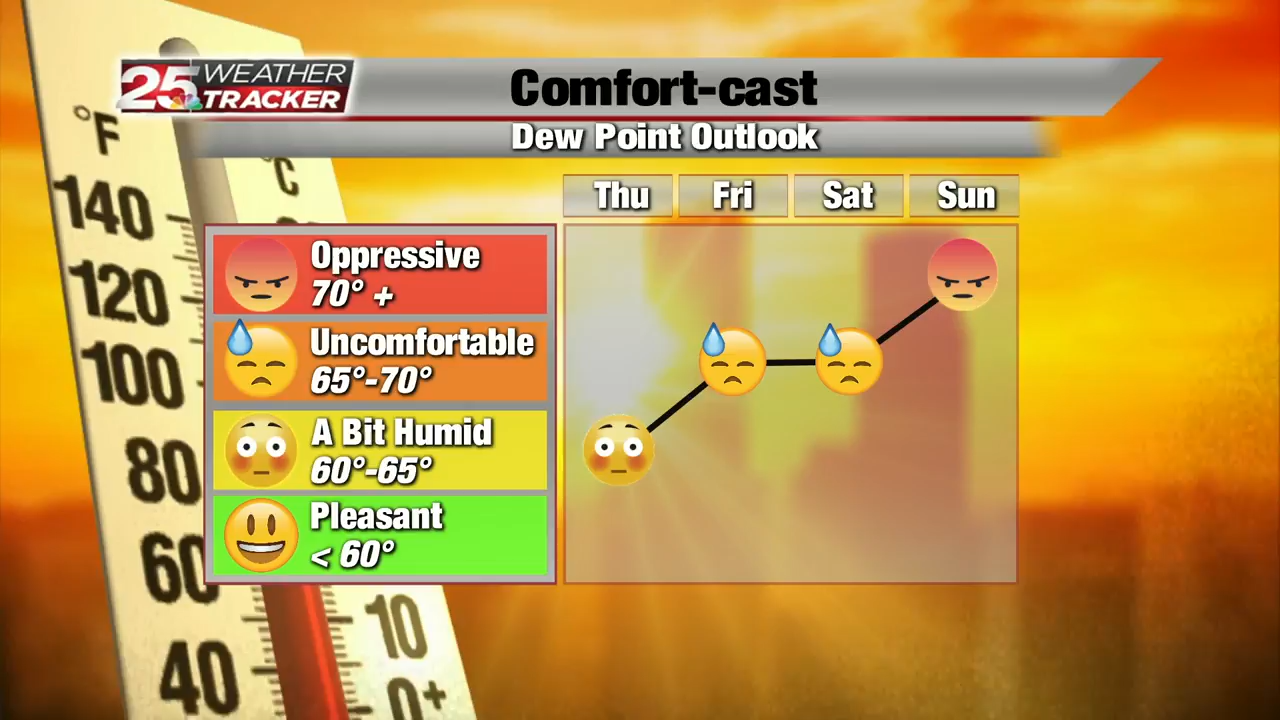 25 WEATHER
TRACKER
Comfort-cast
Dew Point Outlook
Thu Fri Sat Sun
Oppressive
70° +
Uncomfortable
65°-70°
A Bit Humid
60°-65°
Pleasant
< 60°
°F
°C
140
120
100
80
60
40
10
0+